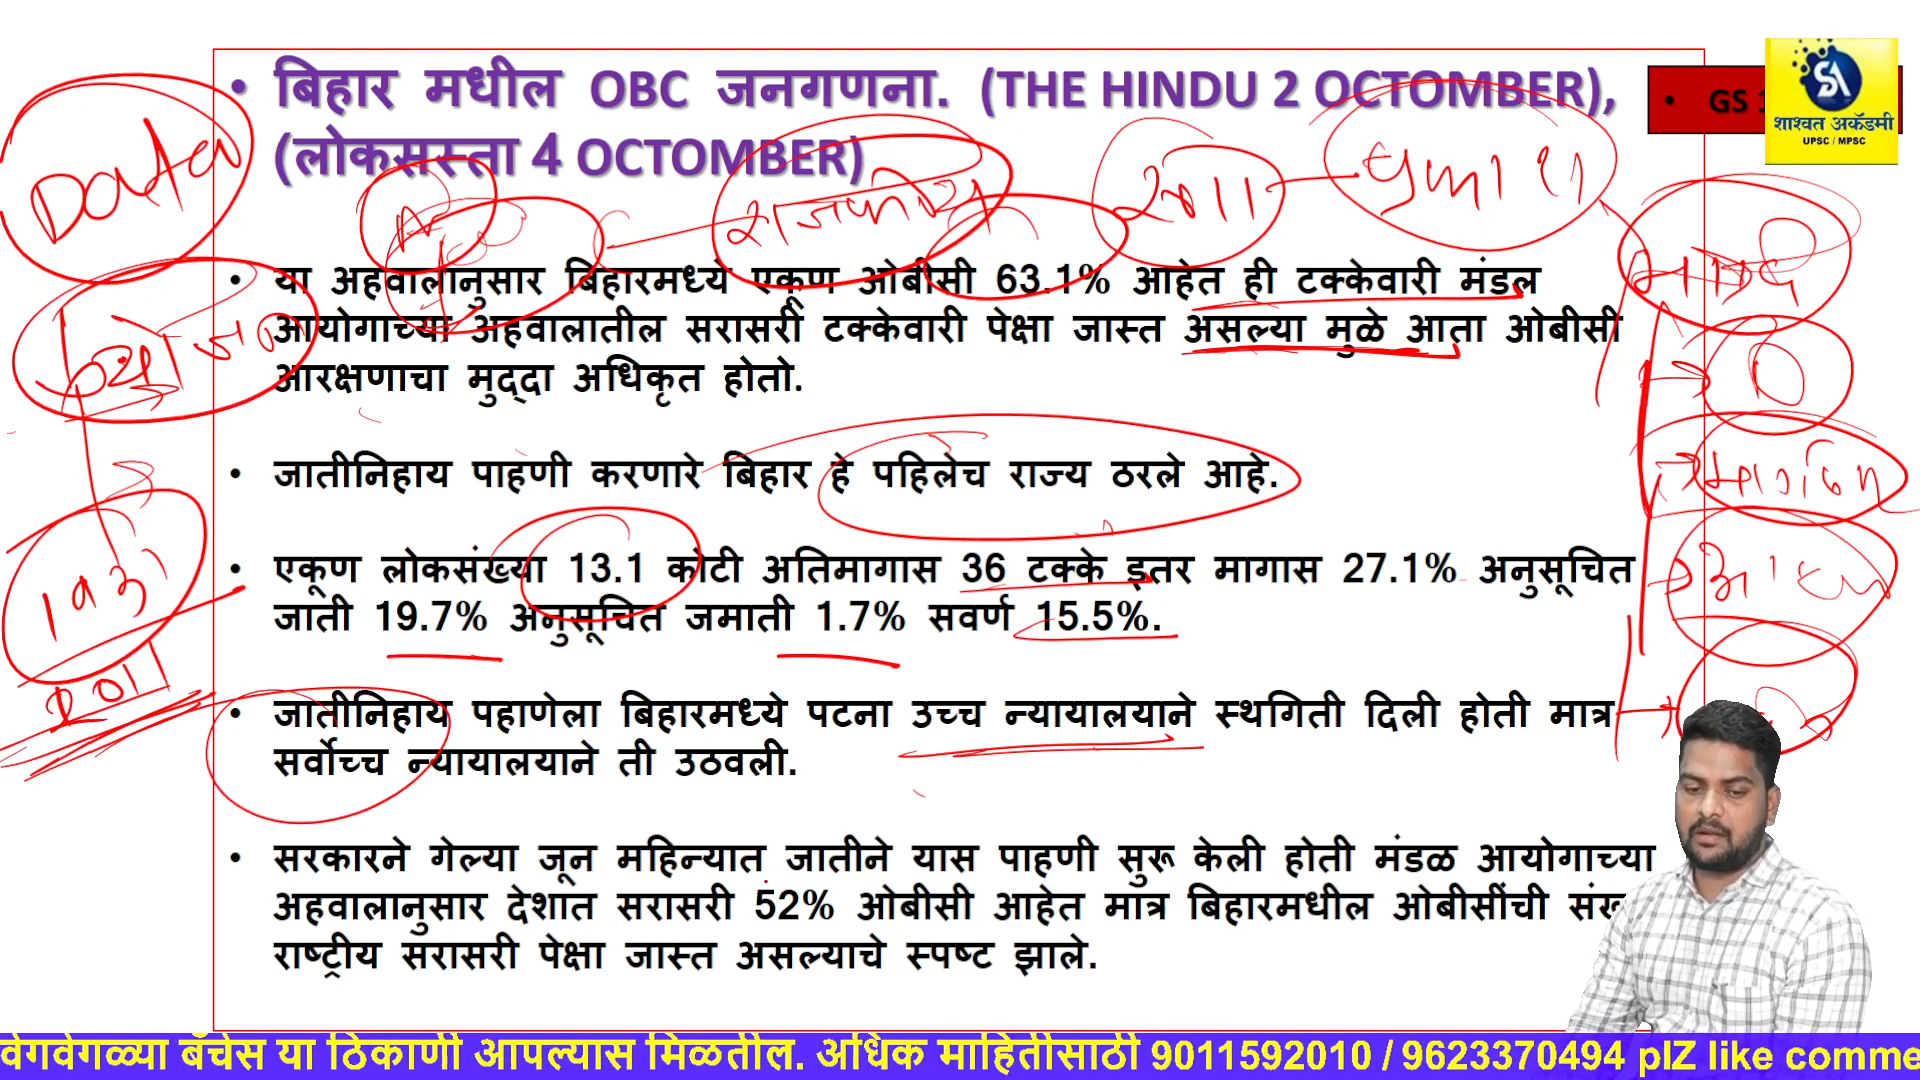 • बिहार मधील OBC जनगणना. (THE HINDU 2 OCTOMBER),
(लोकसस्ता 4 OCTOMBER)
• GS
शाश्वत अकॅडमी
UPSC / MPSC
Data
राजकीय
2011
• या अहवालानुसार बिहारमध्ये एकूण ओबीसी 63.1% आहेत ही टक्केवारी मंडल
आयोगाच्या अहवालातील सरासरी टक्केवारी पेक्षा जास्त असल्या मुळे आता ओबीसी
आरक्षणाचा मुद्दा अधिकृत होतो.
• जातीनिहाय पाहणी करणारे बिहार हे पहिलेच राज्य ठरले आहे.
• एकूण लोकसंख्या 13.1 कोटी अतिमागास 36 टक्के इतर मागास 27.1% अनुसूचित
जाती 19.7% अनुसूचित जमाती 1.7% सवर्ण 15.5%.
1931
2011
• जातीनिहाय पहाणेला बिहारमध्ये पटना उच्च न्यायालयाने स्थगिती दिली होती मात्र
सर्वोच्च न्यायालयाने ती उठवली.
• सरकारने गेल्या जून महिन्यात जातीने यास पाहणी सुरू केली होती मंडळ आयोगाच्या
अहवालानुसार देशात सरासरी 52% ओबीसी आहेत मात्र बिहारमधील ओबीसींची
राष्ट्रीय सरासरी पेक्षा जास्त असल्याचे स्पष्ट झाले.
वेगवेगळ्या बॅचेस या ठिकाणी आपल्यास मिळतील. अधिक माहितीसाठी 9011592010 / 9623370494 plZ like comme